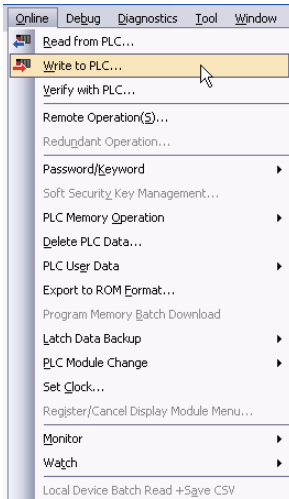 Online Debug Diagnostics Tool Window
Read from PLC...
Write to PLC...
Verify with PLC...
Remote Operation(S)...
Redundant Operation...
Password/Keyword
Soft Security Key Management...
PLC Memory Operation
Delete PLC Data...
PLC User Data
Export to ROM Format...
Program Memory Batch Download
Latch Data Backup
PLC Module Change
Set Clock...
Register/Cancel Display Module Menu...
Monitor
Watch
Local Device Batch Read +Save CSV